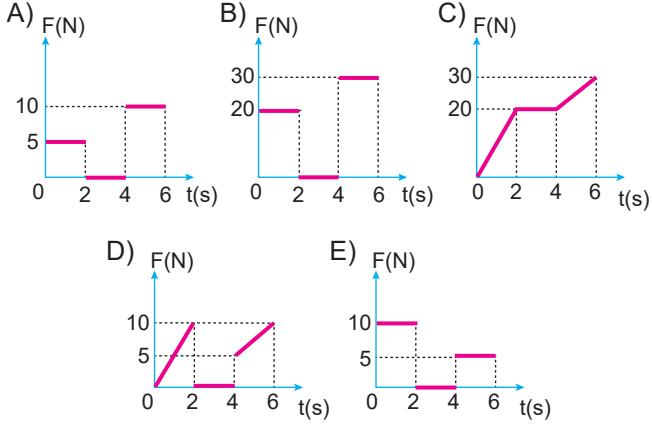 A) F(N)
10
5
0 2 4 6 t(s)
B) F(N)
30
20
0 2 4 6 t(s)
C) F(N)
30
20
0 2 4 6 t(s)
D) F(N)
10
5
0 2 4 6 t(s)
E) F(N)
10
5
0 2 4 6 t(s)